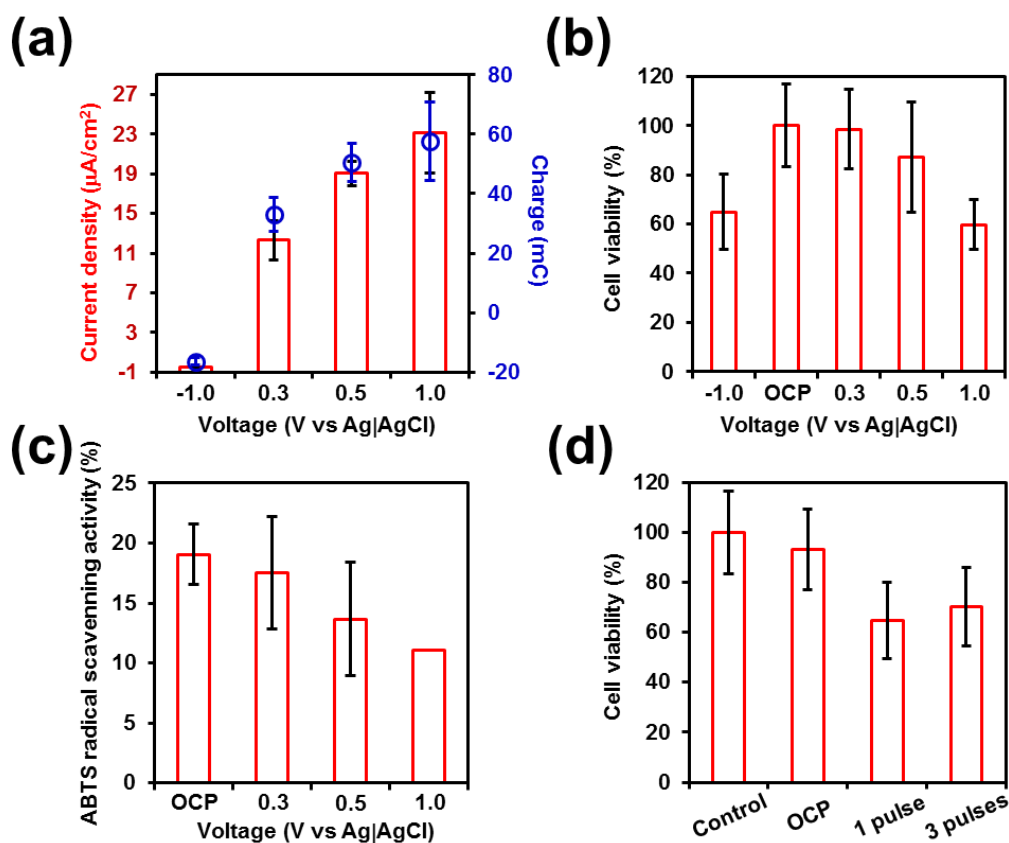 (a)
Current density (µA/cm²)
27
23
19
15
11
7
3
-1
80
60
40
20
0
-20
Charge (mC)
-1.0 0.3 0.5 1.0
Voltage (V vs Ag|AgCl)
(b)
Cell viability (%)
120
100
80
60
40
20
0
-1.0 OCP 0.3 0.5 1.0
Voltage (V vs Ag|AgCl)
(c)
ABTS radical scavenning activity (%)
25
20
15
10
5
0
OCP 0.3 0.5 1.0
Voltage (V vs Ag|AgCl)
(d)
Cell viability (%)
120
100
80
60
40
20
0
Control OCP 1 pulse 3 pulses